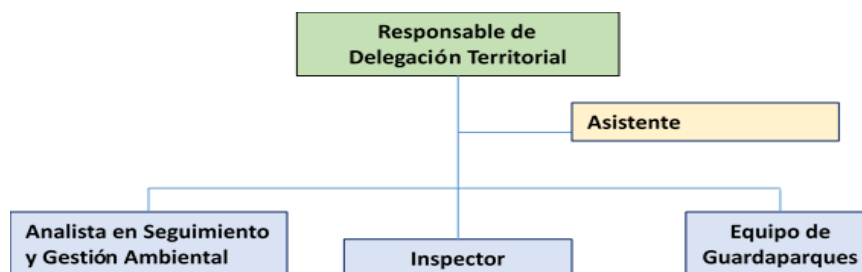 Responsable de
Delegación Territorial
Asistente
Analista en Seguimiento
y Gestión Ambiental
Inspector
Equipo de
Guardaparques